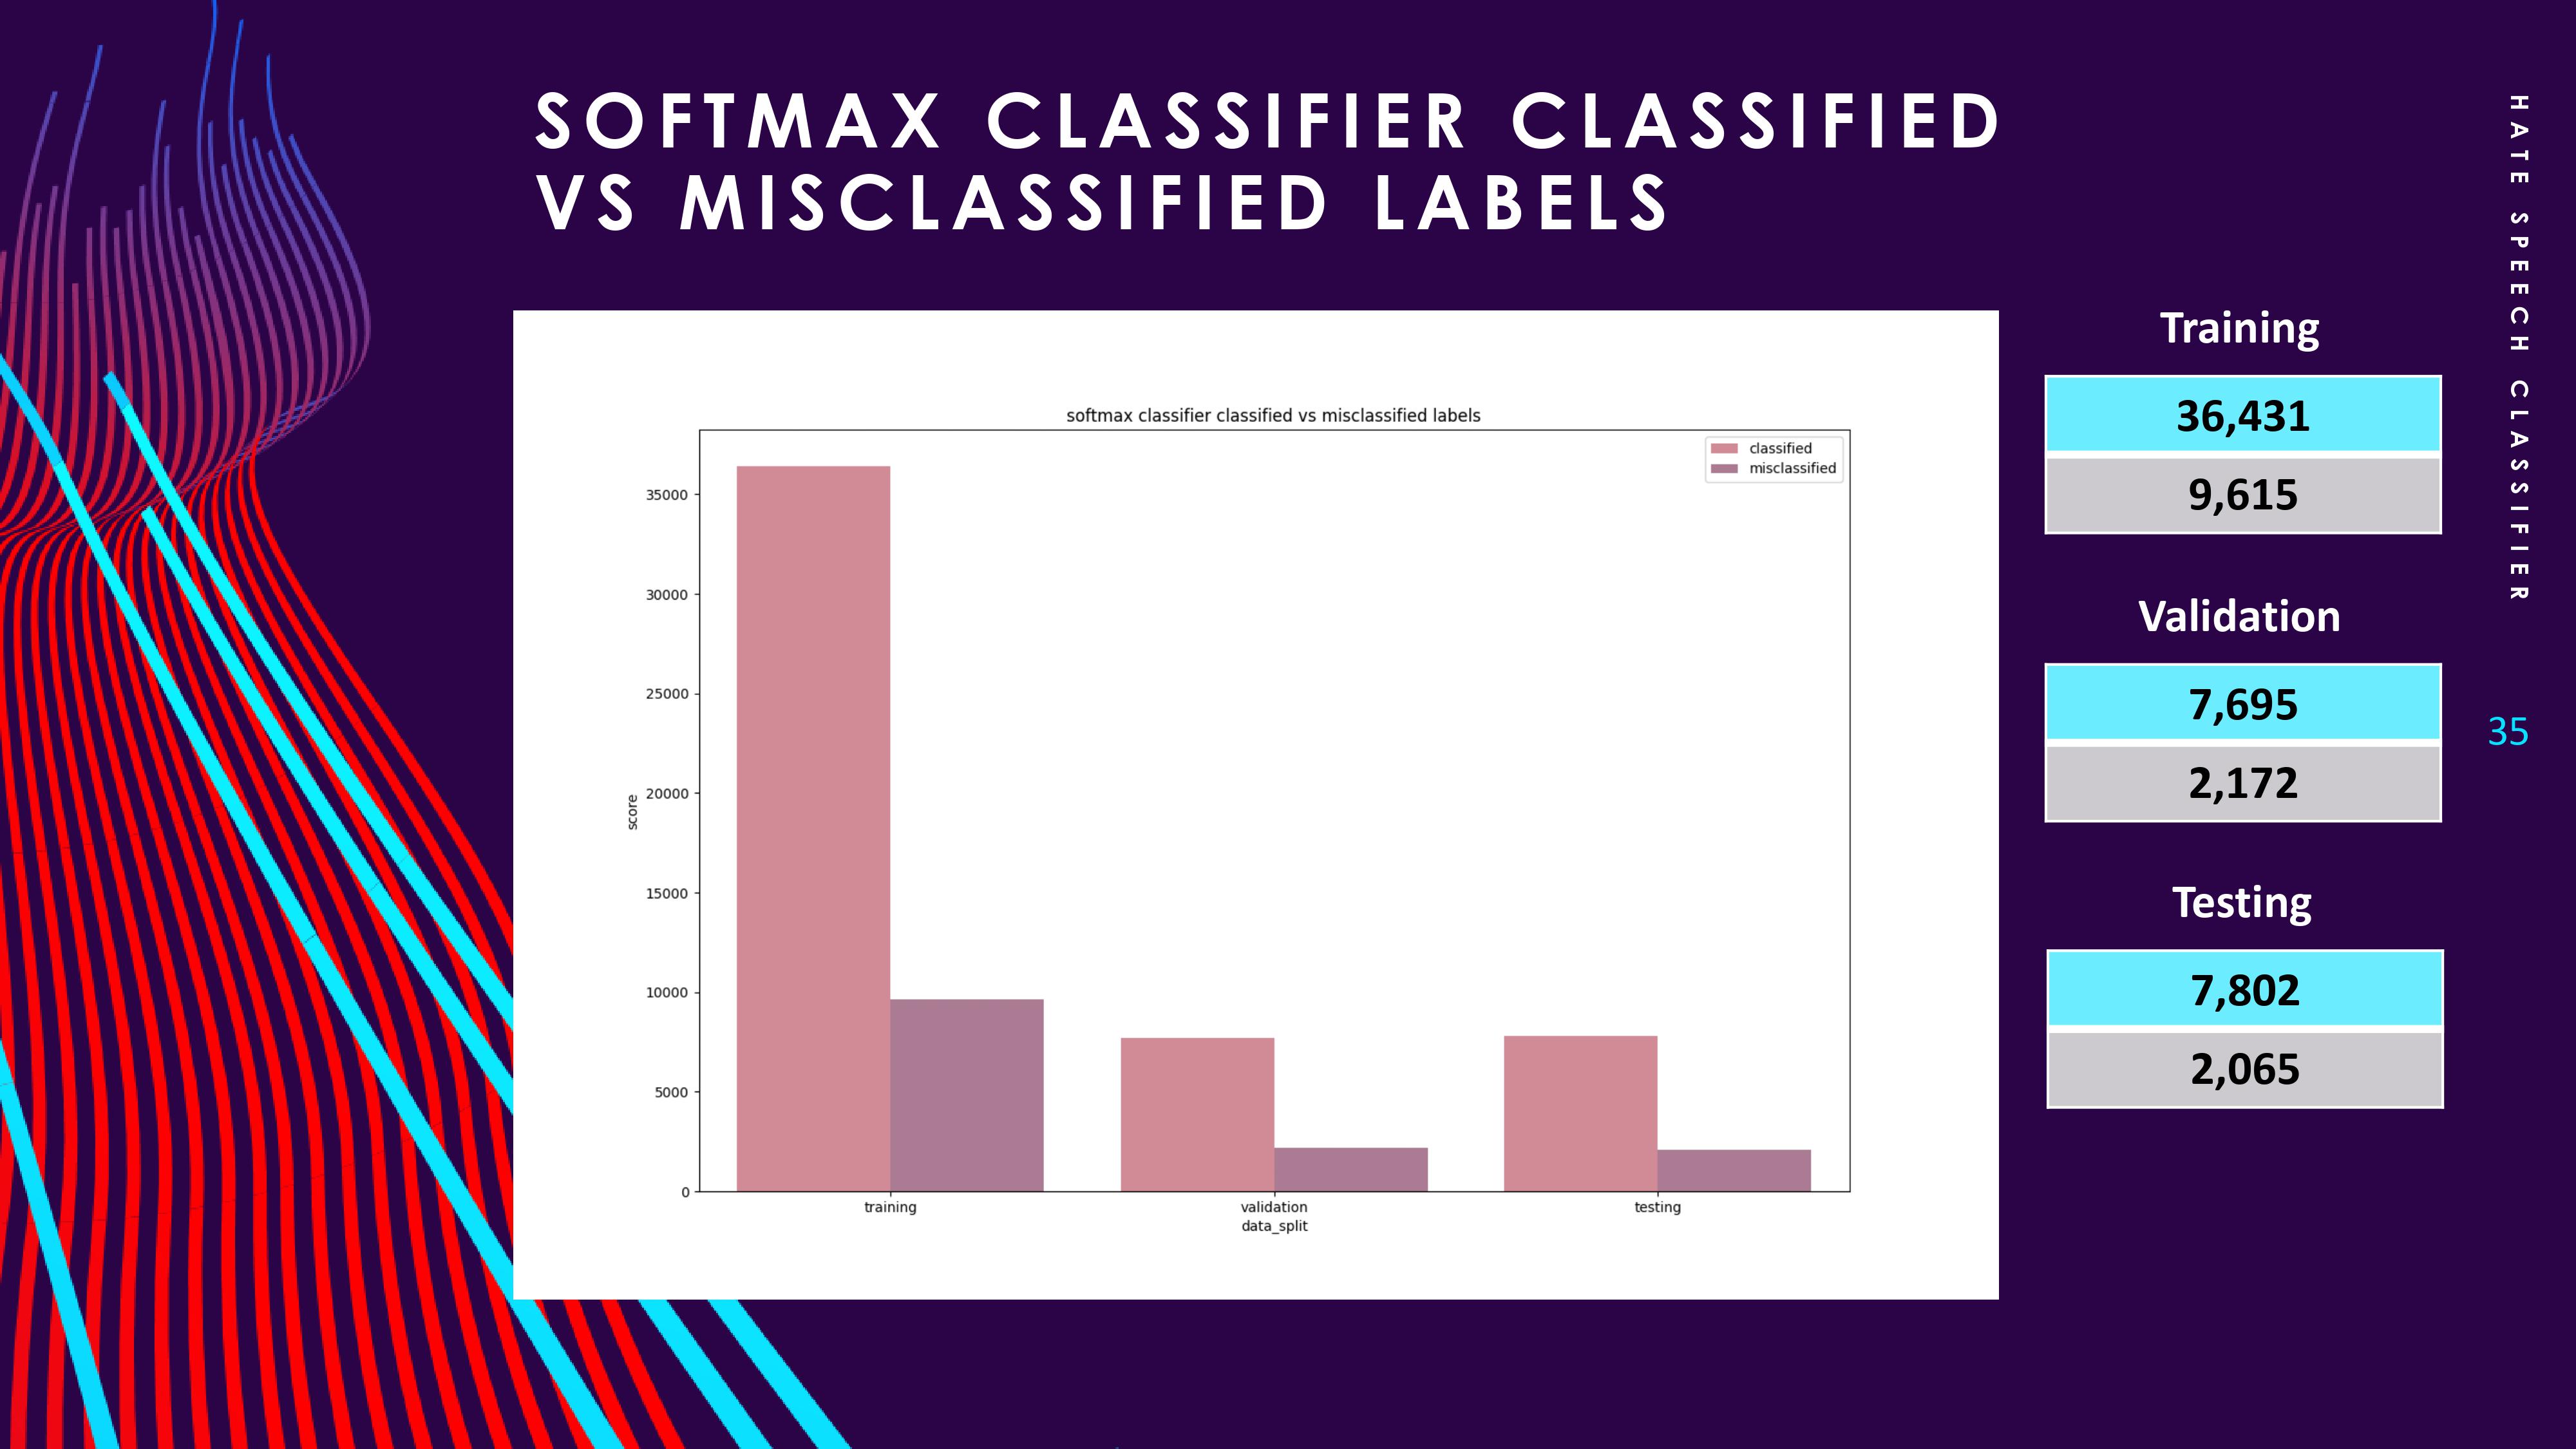 SOFTMAX CLASSIFIER CLASSIFIED
VS MISCLASSIFIED LABELS
softmax classifier classified vs misclassified labels
classified
misclassified
35000
30000
25000
20000
15000
10000
5000
0
score
training
validation
testing
data_split
Training
36,431
9,615
Validation
7,695
2,172
Testing
7,802
2,065
HATE SPEECH CLASSIFIER
35